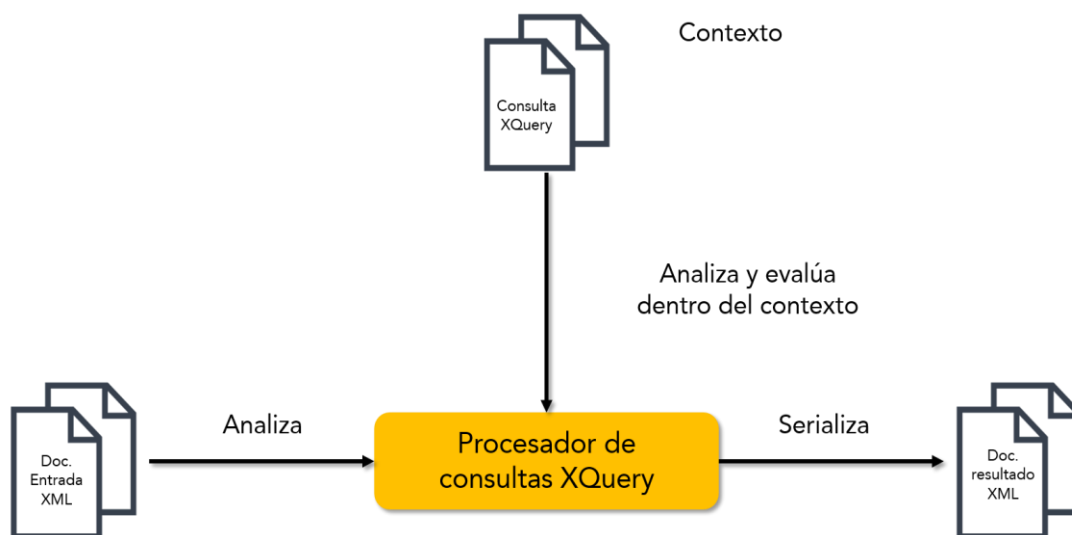 Contexto
Consulta
XQuery
Analiza y evalúa
dentro del contexto
Analiza
Serializa
Doc.
Entrada
XML
Procesador de
consultas XQuery
Doc.
resultado
XML